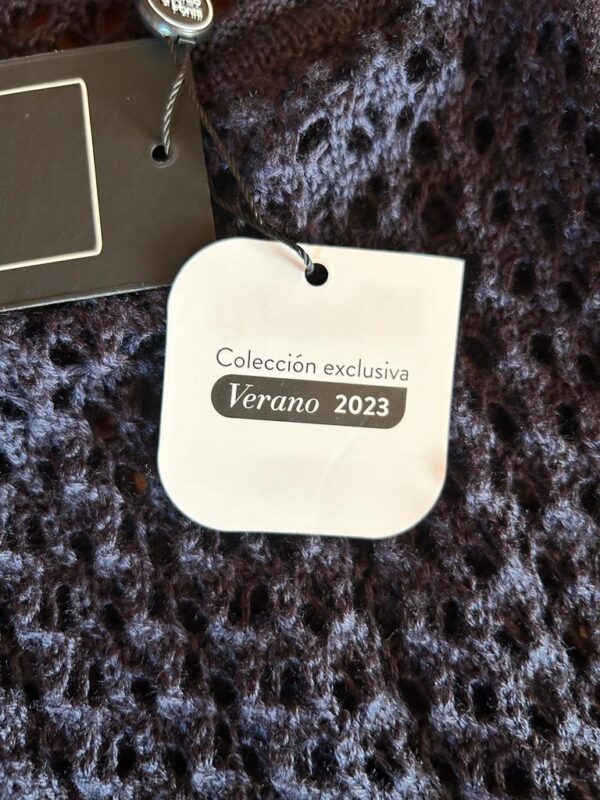 Colección exclusiva
Verano 2023